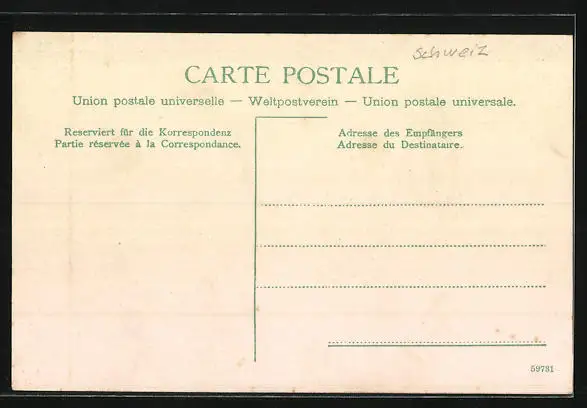 Schweiz
CARTE POSTALE
Union postale universelle — Weltpostverein — Union postale universale.
Reserviert für die Korrespondenz
Partie réservée à la Correspondance.
Adresse des Empfängers
Adresse du Destinataire.
59731